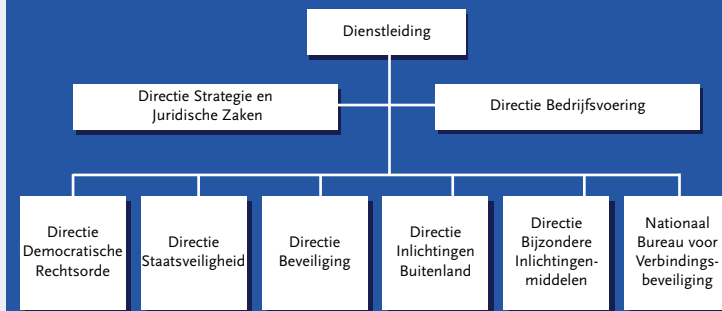 Dienstleiding
Directie Strategie en
Juridische Zaken
Directie Bedrijfsvoering
Directie
Democratische
Rechtsorde
Directie
Staatsveiligheid
Directie
Beveiliging
Directie
Inlichtingen
Buitenland
Directie
Bijzondere
Inlichtingen-
middelen
Nationaal
Bureau voor
Verbindings-
beveiliging